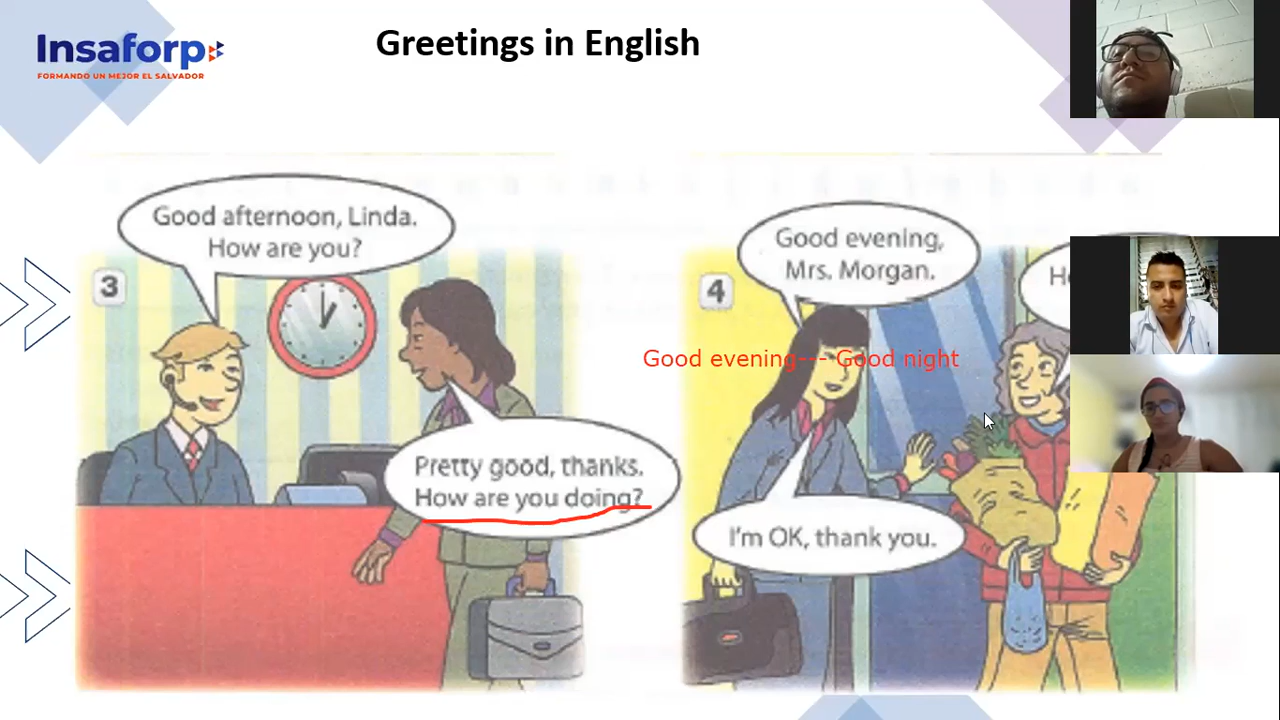 Insaforp
FORMANDO UN MEJOR EL SALVADOR
Greetings in English
Good afternoon, Linda.
How are you?
3
Pretty good, thanks.
How are you doing?
Good evening,
Mrs. Morgan.
4
Good evening--- Good night
I'm OK, thank you.